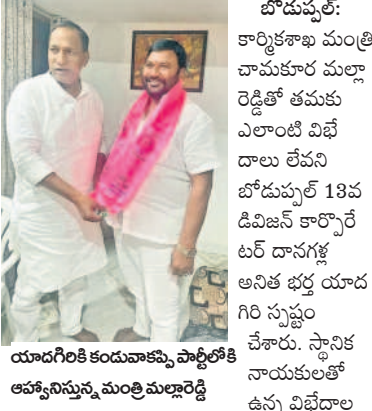 బోడుప్పల్:
కార్మికశాఖ మంత్రి
చామకూర మల్లా
రెడ్డితో తమకు
ఎలాంటి విభే
దాలు లేవని
బోడుప్పల్ 13వ
డివిజన్ కార్పొరే
టర్ దానగళ్ల
అనిత భర్త యాద
గిరి స్పష్టం
చేశారు. స్థానిక
నాయకులతో
ఉన్న విభేదాల
యాదగిరికి కండువాకప్పి పార్టీలోకి
ఆహ్వానిస్తున్న మంత్రి మల్లారెడ్డి